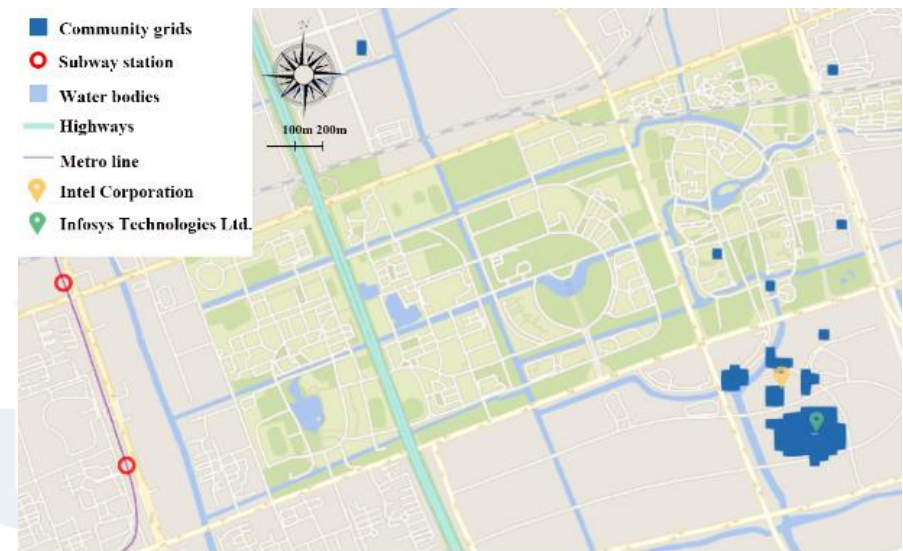 Community grids
Subway station
Water bodies
Highways
Metro line
Intel Corporation
Infosys Technologies Ltd.
100m 200m